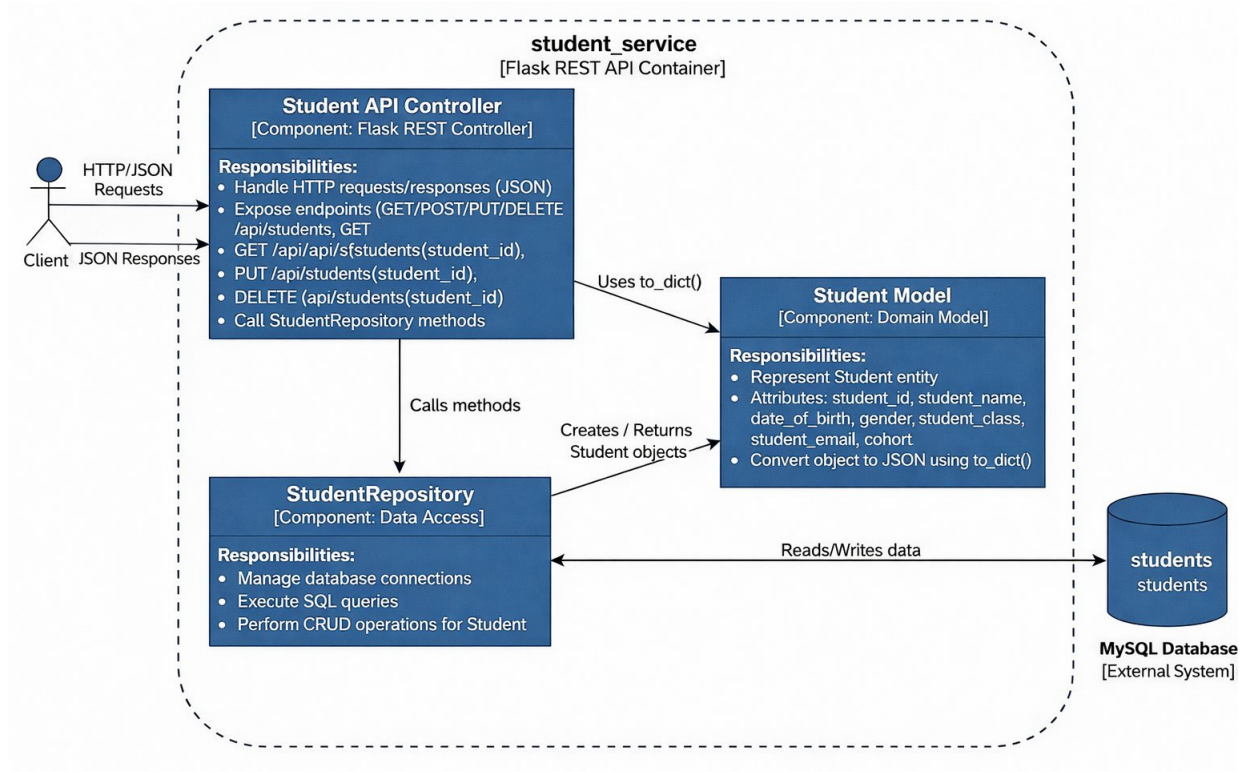 student_service
[Flask REST API Container]
Student API Controller
[Component: Flask REST Controller]
Responsibilities:
• Handle HTTP requests/responses (JSON)
• Expose endpoints (GET/POST/PUT/DELETE
/api/students, GET
• GET /api/api/sfstudents(student_id),
• PUT /api/students(student_id),
• DELETE (api/students(student_id)
• Call StudentRepository methods
HTTP/JSON
Requests
Client
JSON Responses
Uses to_dict()
Student Model
[Component: Domain Model]
Responsibilities:
• Represent Student entity
• Attributes: student_id, student_name,
date_of_birth, gender, student_class,
student_email, cohort
• Convert object to JSON using to_dict()
Calls methods
Creates / Returns
Student objects
StudentRepository
[Component: Data Access]
Responsibilities:
• Manage database connections
• Execute SQL queries
• Perform CRUD operations for Student
Reads/Writes data
students
students
MySQL Database
[External System]